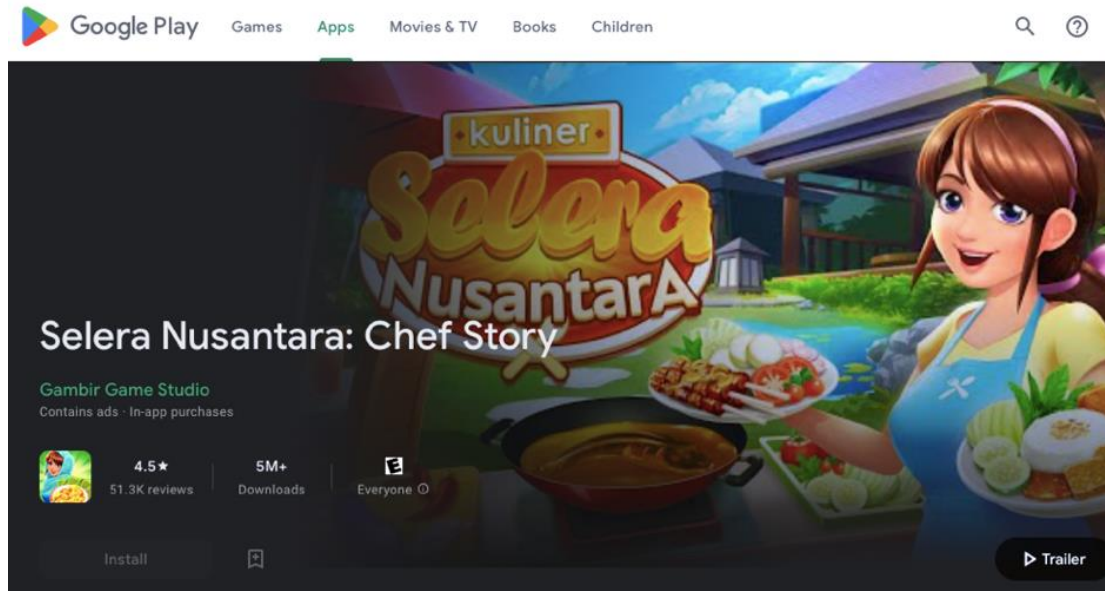 Google Play Games Apps Movies & TV Books Children
kuliner
Selera
Nusantara
Selera Nusantara: Chef Story
Gambir Game Studio
Contains ads · In-app purchases
4.5★ 5M+ E
51.3K reviews Downloads Everyone
Install Trailer